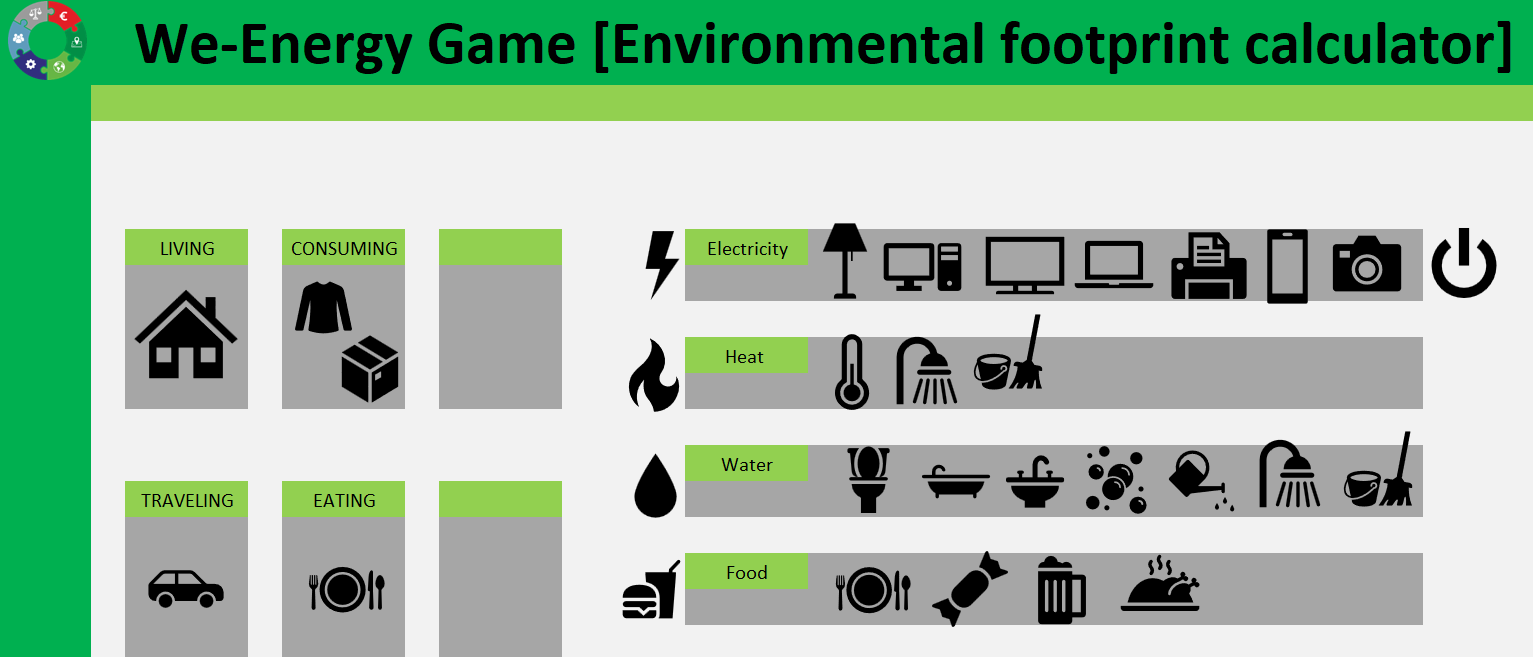 We-Energy Game [Environmental footprint calculator]
€
LIVING
CONSUMING
TRAVELING
EATING
Electricity
Heat
Water
Food